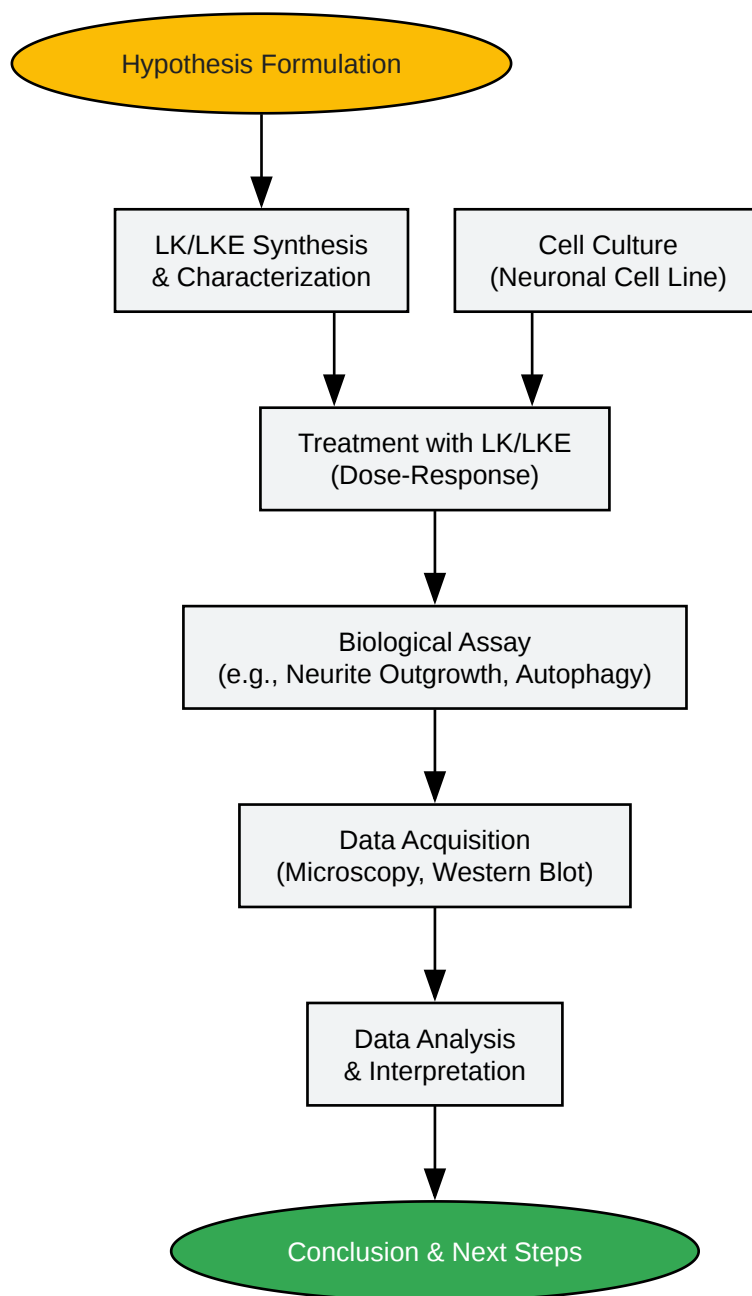 Hypothesis Formulation
LK/LKE Synthesis
& Characterization
Cell Culture
(Neuronal Cell Line)
Treatment with LK/LKE
(Dose-Response)
Biological Assay
(e.g., Neurite Outgrowth, Autophagy)
Data Acquisition
(Microscopy, Western Blot)
Data Analysis
& Interpretation
Conclusion & Next Steps